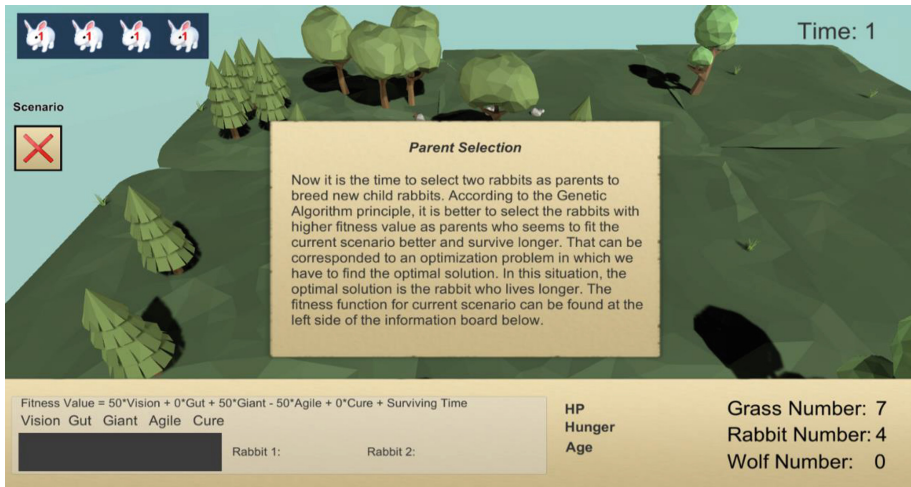 1 1 1 1
Time: 1
Scenario
Parent Selection
Now it is the time to select two rabbits as parents to
breed new child rabbits. According to the Genetic
Algorithm principle, it is better to select the rabbits with
higher fitness value as parents who seems to fit the
current scenario better and survive longer. That can be
corresponded to an optimization problem in which we
have to find the optimal solution. In this situation, the
optimal solution is the rabbit who lives longer. The
fitness function for current scenario can be found at the
left side of the information board below.
Fitness Value = 50*Vision + 0*Gut + 50*Giant - 50*Agile + 0*Cure + Surviving Time
Vision Gut Giant Agile Cure
Rabbit 1: Rabbit 2:
HP
Hunger
Age
Grass Number: 7
Rabbit Number: 4
Wolf Number: 0